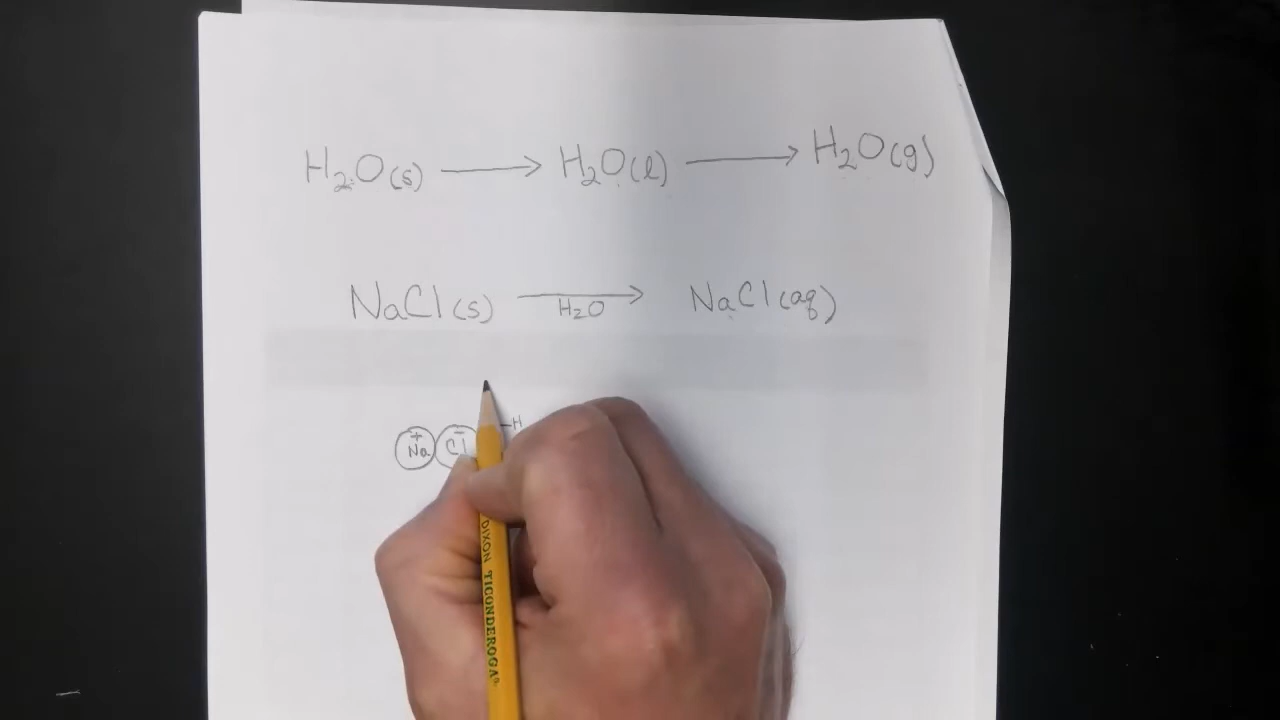 H₂O(s) → H₂O(l) → H₂O(g)
NaCl(s) → H₂O NaCl(aq)
-H
+ -
Na Cl
DIXON TICONDEROGA®